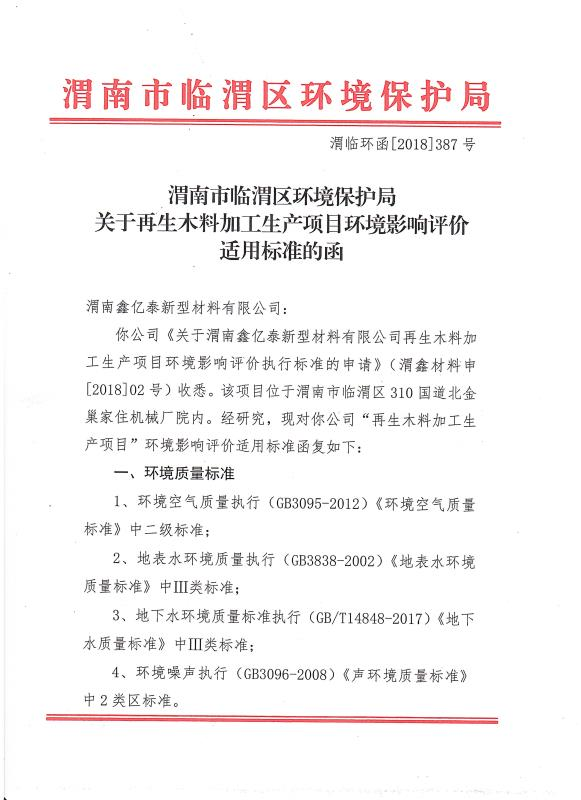 渭南市临渭区环境保护局
渭临环函[2018]387 号
渭南市临渭区环境保护局
关于再生木料加工生产项目环境影响评价
适用标准的函
渭南鑫亿泰新型材料有限公司：
你公司《关于渭南鑫亿泰新型材料有限公司再生木料加
工生产项目环境影响评价执行标准的申请》（渭鑫材料申
[2018]02 号）收悉。该项目位于渭南市临渭区 310 国道北金
巢家住机械厂院内。经研究，现对你公司“再生木料加工生
产项目”环境影响评价适用标准函复如下：
一、环境质量标准
1、环境空气质量执行（GB3095-2012）《环境空气质量
标准》中二级标准；
2、地表水环境质量执行（GB3838-2002）《地表水环境
质量标准》中Ⅲ类标准；
3、地下水环境质量标准执行（GB/T14848-2017）《地下
水质量标准》中Ⅲ类标准；
4、环境噪声执行（GB3096-2008）《声环境质量标准》
中 2 类区标准。